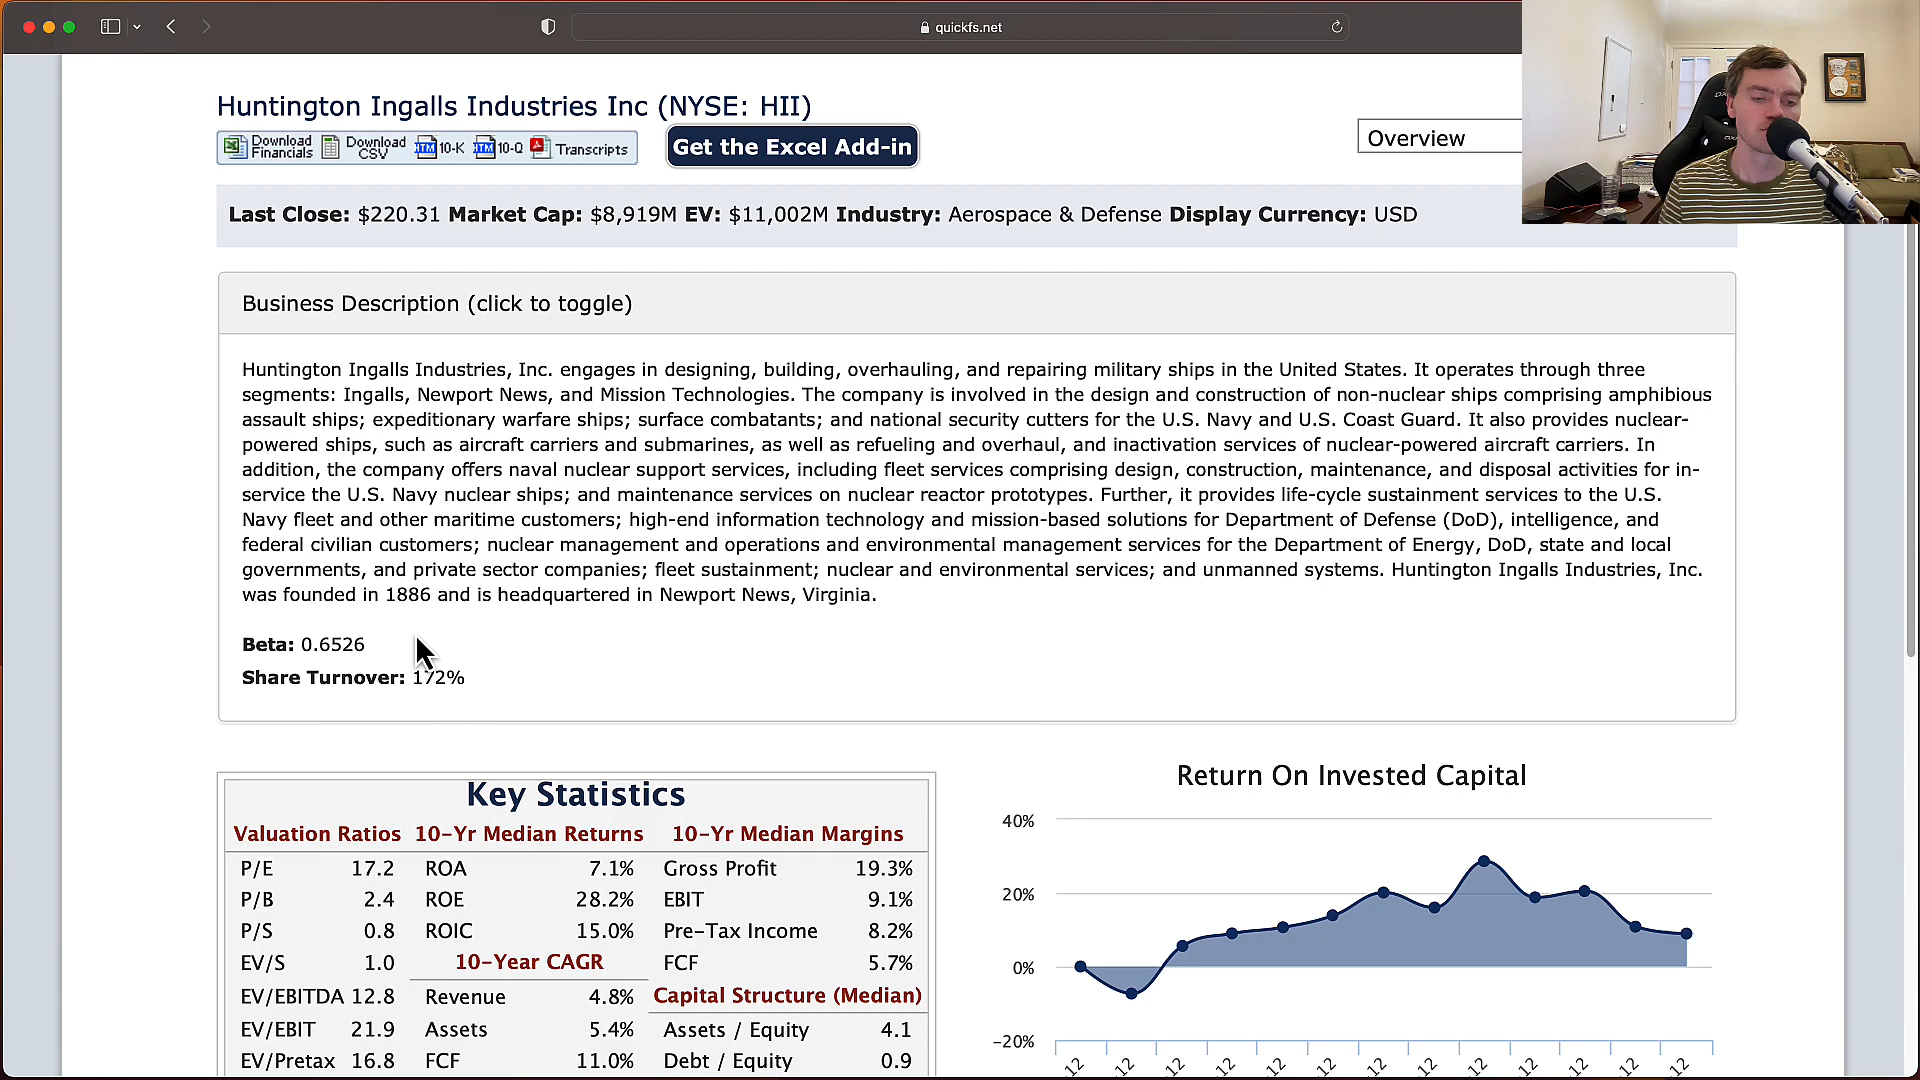 quickfs.net
Huntington Ingalls Industries Inc (NYSE: HII)
Download Financials Download CSV 10-K 10-Q Transcripts
Get the Excel Add-in
Overview
Last Close: $220.31 Market Cap: $8,919M EV: $11,002M Industry: Aerospace & Defense Display Currency: USD
Business Description (click to toggle)
Huntington Ingalls Industries, Inc. engages in designing, building, overhauling, and repairing military ships in the United States. It operates through three
segments: Ingalls, Newport News, and Mission Technologies. The company is involved in the design and construction of non-nuclear ships comprising amphibious
assault ships; expeditionary warfare ships; surface combatants; and national security cutters for the U.S. Navy and U.S. Coast Guard. It also provides nuclear-
powered ships, such as aircraft carriers and submarines, as well as refueling and overhaul, and inactivation services of nuclear-powered aircraft carriers. In
addition, the company offers naval nuclear support services, including fleet services comprising design, construction, maintenance, and disposal activities for in-
service the U.S. Navy nuclear ships; and maintenance services on nuclear reactor prototypes. Further, it provides life-cycle sustainment services to the U.S.
Navy fleet and other maritime customers; high-end information technology and mission-based solutions for Department of Defense (DoD), intelligence, and
federal civilian customers; nuclear management and operations and environmental management services for the Department of Energy, DoD, state and local
governments, and private sector companies; fleet sustainment; nuclear and environmental services; and unmanned systems. Huntington Ingalls Industries, Inc.
was founded in 1886 and is headquartered in Newport News, Virginia.
Beta: 0.6526
Share Turnover: 172%
Key Statistics
Valuation Ratios 10-Yr Median Returns 10-Yr Median Margins
P/E 17.2 ROA 7.1% Gross Profit 19.3%
P/B 2.4 ROE 28.2% EBIT 9.1%
P/S 0.8 ROIC 15.0% Pre-Tax Income 8.2%
EV/S 1.0 10-Year CAGR FCF 5.7%
EV/EBITDA 12.8 Revenue 4.8% Capital Structure (Median)
EV/EBIT 21.9 Assets 5.4% Assets / Equity 4.1
EV/Pretax 16.8 FCF 11.0% Debt / Equity 0.9
Return On Invested Capital
40%
20%
0%
-20%
12 12 12 12 12 12 12 12 12 12 12 12 12